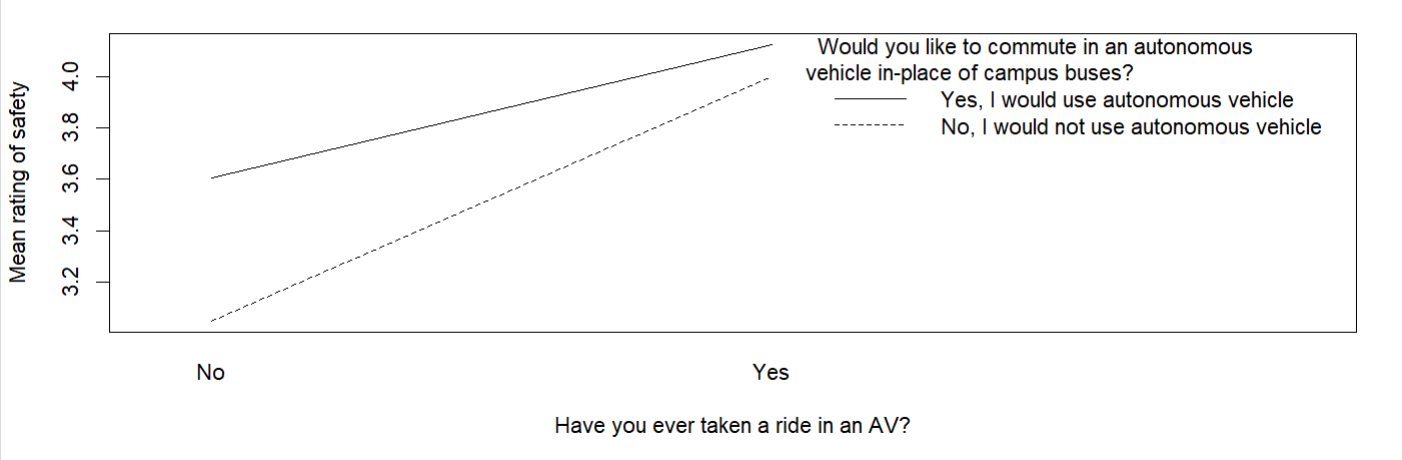 Would you like to commute in an autonomous
vehicle in-place of campus buses?
Yes, I would use autonomous vehicle
No, I would not use autonomous vehicle
Mean rating of safety
4.0
3.8
3.6
3.4
3.2
No
Yes
Have you ever taken a ride in an AV?